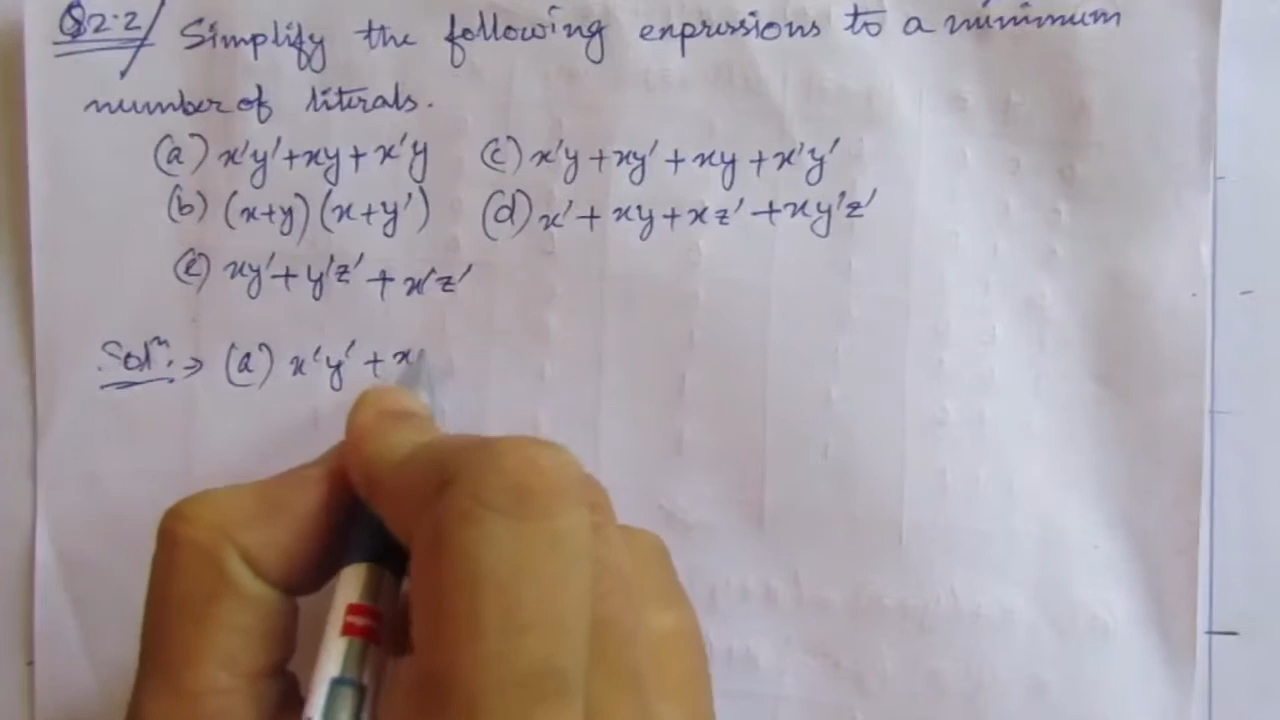 Q2.2/ Simplify the following expressions to a minimum
number of literals.
(a) x'y'+xy+x'y (c) x'y+xy'+xy+x'y'
(b) (x+y)(x+y') (d) x'+xy+xz'+xy'z'
(e) xy'+y'z'+x'z'
Solⁿ. → (a) x'y'+x